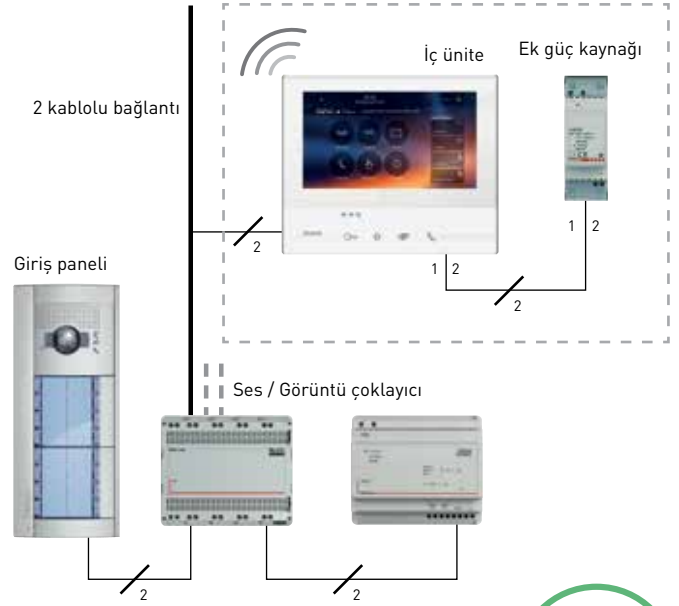 İç ünite
Ek güç kaynağı
2 kablolu bağlantı
2
1 2
1 2
2
Giriş paneli
Ses / Görüntü çoklayıcı
2
2